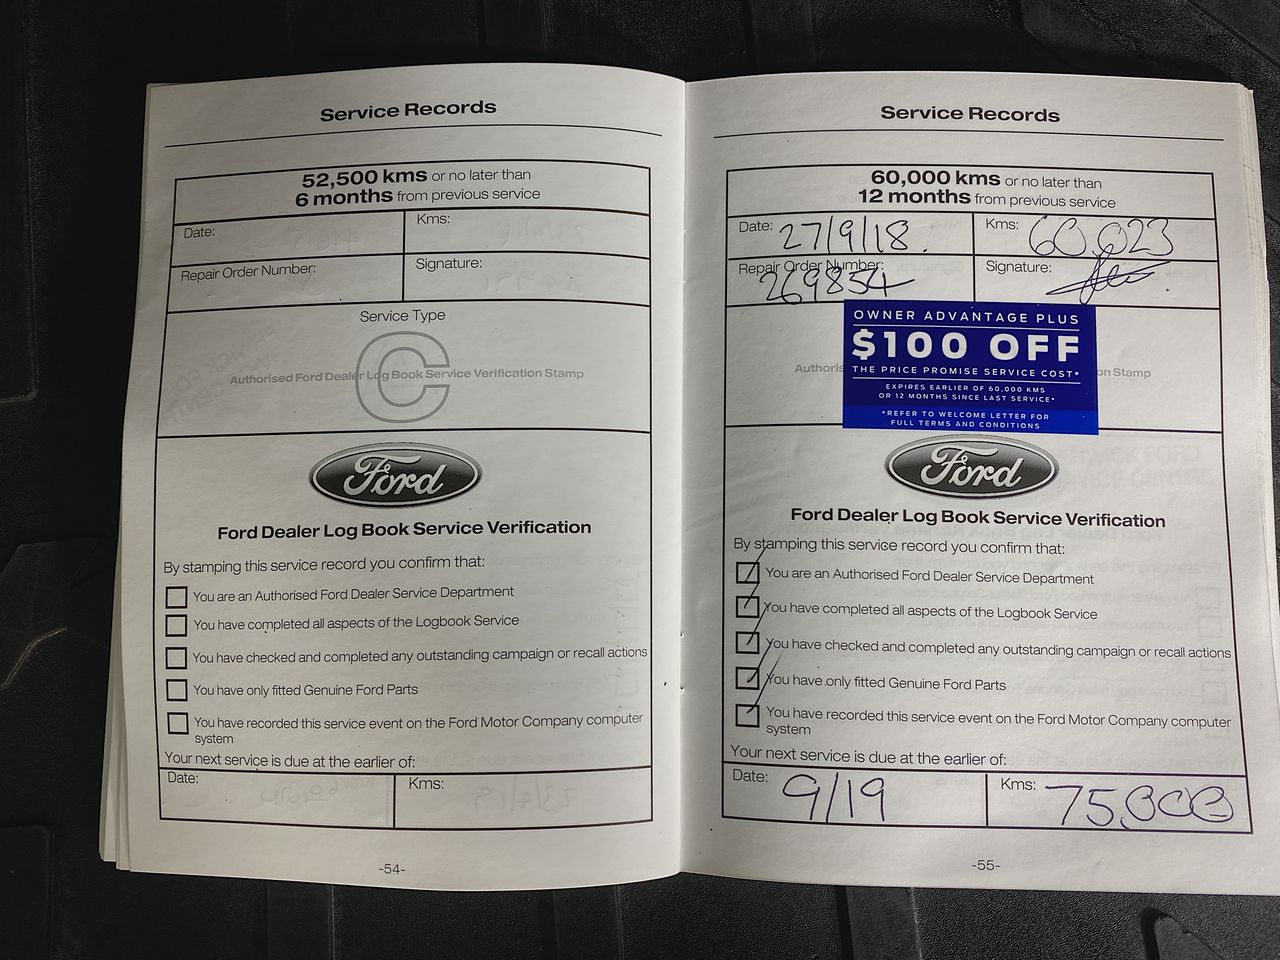 Service Records
52,500 kms or no later than
6 months from previous service
Date:
Kms:
Repair Order Number:
Signature:
Service Type
C
Authorised Ford Dealer Log Book Service Verification Stamp
Ford
Ford Dealer Log Book Service Verification
By stamping this service record you confirm that:
You are an Authorised Ford Dealer Service Department
You have completed all aspects of the Logbook Service
You have checked and completed any outstanding campaign or recall actions
You have only fitted Genuine Ford Parts
You have recorded this service event on the Ford Motor Company computer
system
Your next service is due at the earlier of:
Date:
Kms:
-54-
Service Records
60,000 kms or no later than
12 months from previous service
Date: 27/9/18.
Kms: 60,023
Repair Order Number:
269854
Signature:
OWNER ADVANTAGE PLUS
$100 OFF
THE PRICE PROMISE SERVICE COST*
EXPIRES EARLIER OF 60,000 KMS
OR 12 MONTHS SINCE LAST SERVICE*
*REFER TO WELCOME LETTER FOR
FULL TERMS AND CONDITIONS
Authoris on Stamp
Ford
Ford Dealer Log Book Service Verification
By stamping this service record you confirm that:
You are an Authorised Ford Dealer Service Department
You have completed all aspects of the Logbook Service
You have checked and completed any outstanding campaign or recall actions
You have only fitted Genuine Ford Parts
You have recorded this service event on the Ford Motor Company computer
system
Your next service is due at the earlier of:
Date: 9/19
Kms: 75,000
-55-